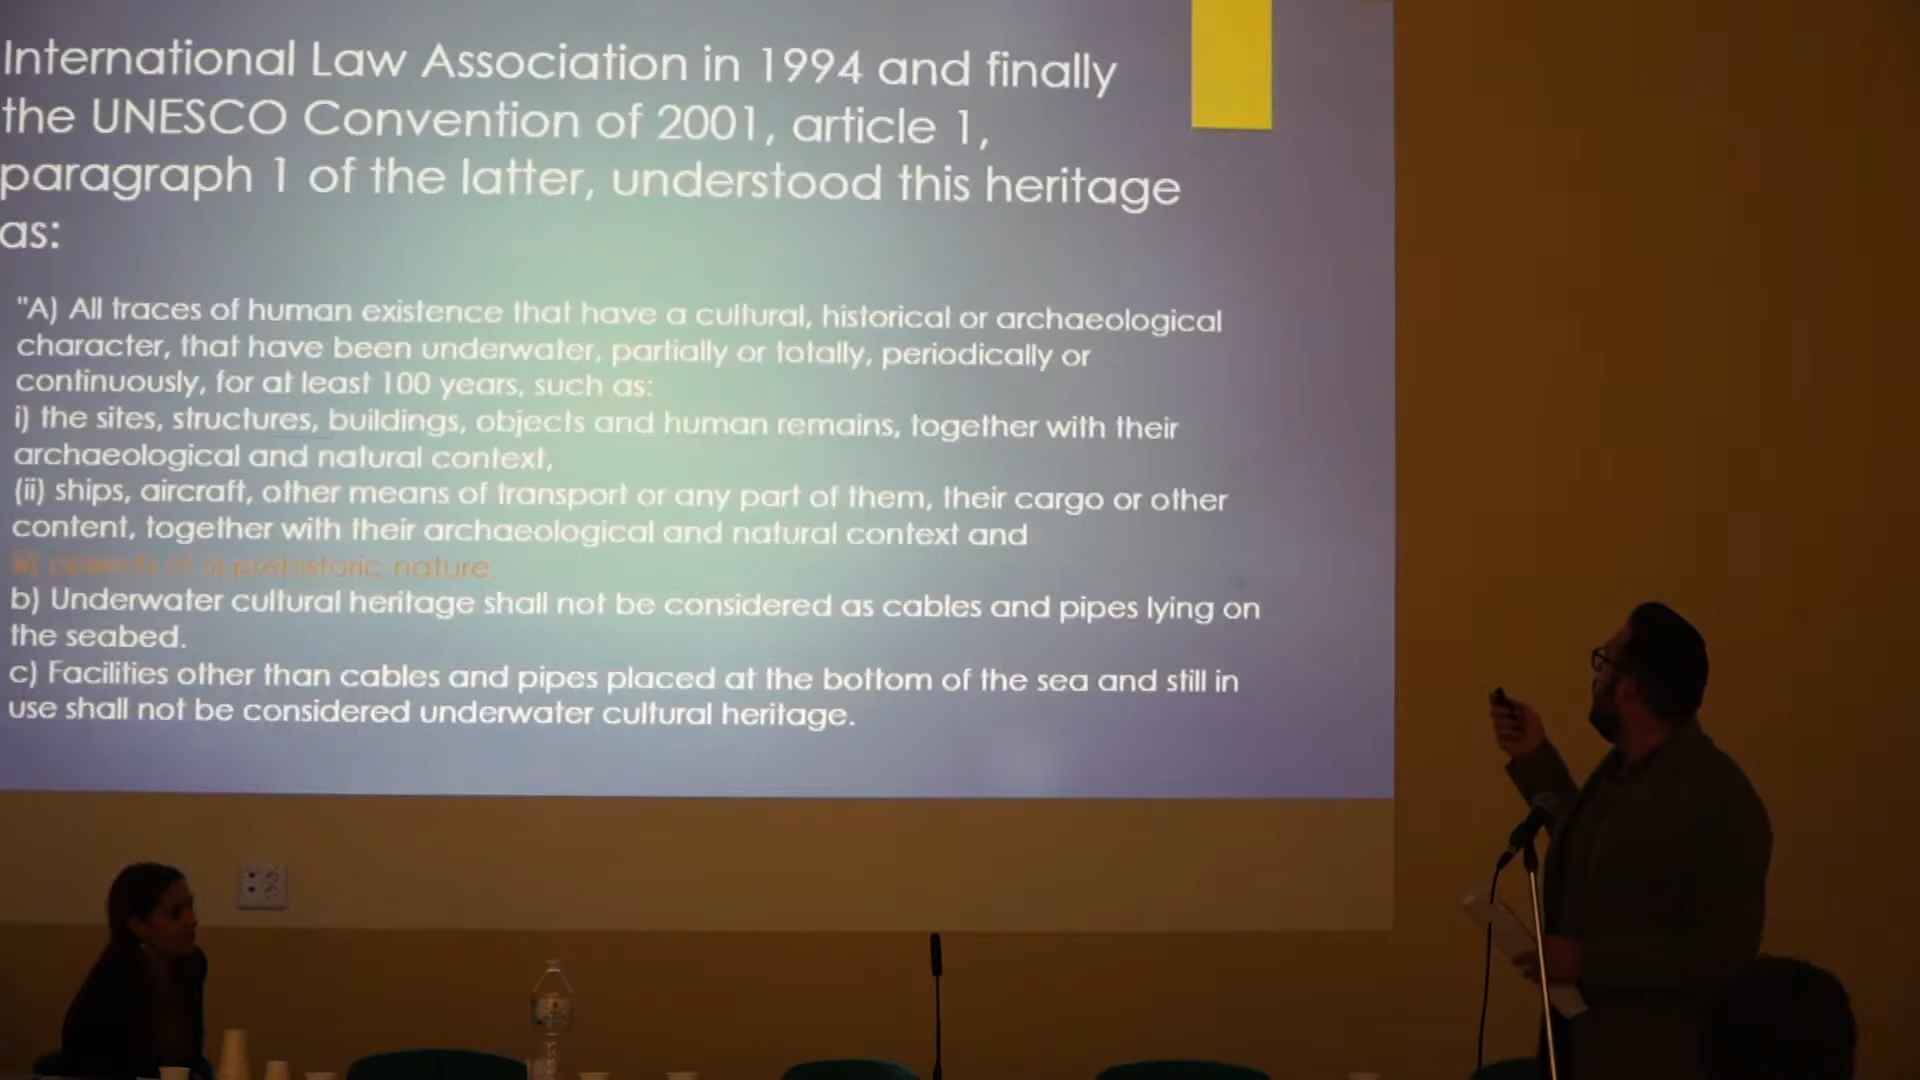 International Law Association in 1994 and finally
the UNESCO Convention of 2001, article 1,
paragraph 1 of the latter, understood this heritage
as:
"A) All traces of human existence that have a cultural, historical or archaeological
character, that have been underwater, partially or totally, periodically or
continuously, for at least 100 years, such as:
i) the sites, structures, buildings, objects and human remains, together with their
archaeological and natural context,
(ii) ships, aircraft, other means of transport or any part of them, their cargo or other
content, together with their archaeological and natural context and
iii) objects of a prehistoric nature.
b) Underwater cultural heritage shall not be considered as cables and pipes lying on
the seabed.
c) Facilities other than cables and pipes placed at the bottom of the sea and still in
use shall not be considered underwater cultural heritage.